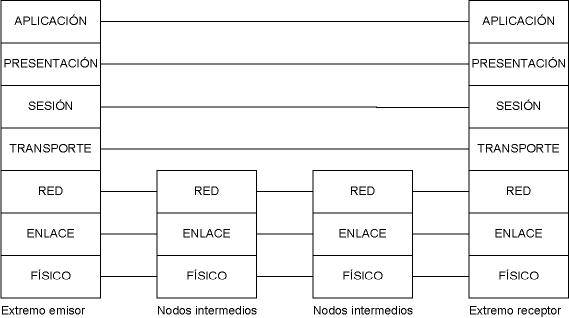 APLICACIÓN APLICACIÓN
PRESENTACIÓN PRESENTACIÓN
SESIÓN SESIÓN
TRANSPORTE TRANSPORTE
RED RED RED RED
ENLACE ENLACE ENLACE ENLACE
FÍSICO FÍSICO FÍSICO FÍSICO
Extremo emisor Nodos intermedios Nodos intermedios Extremo receptor